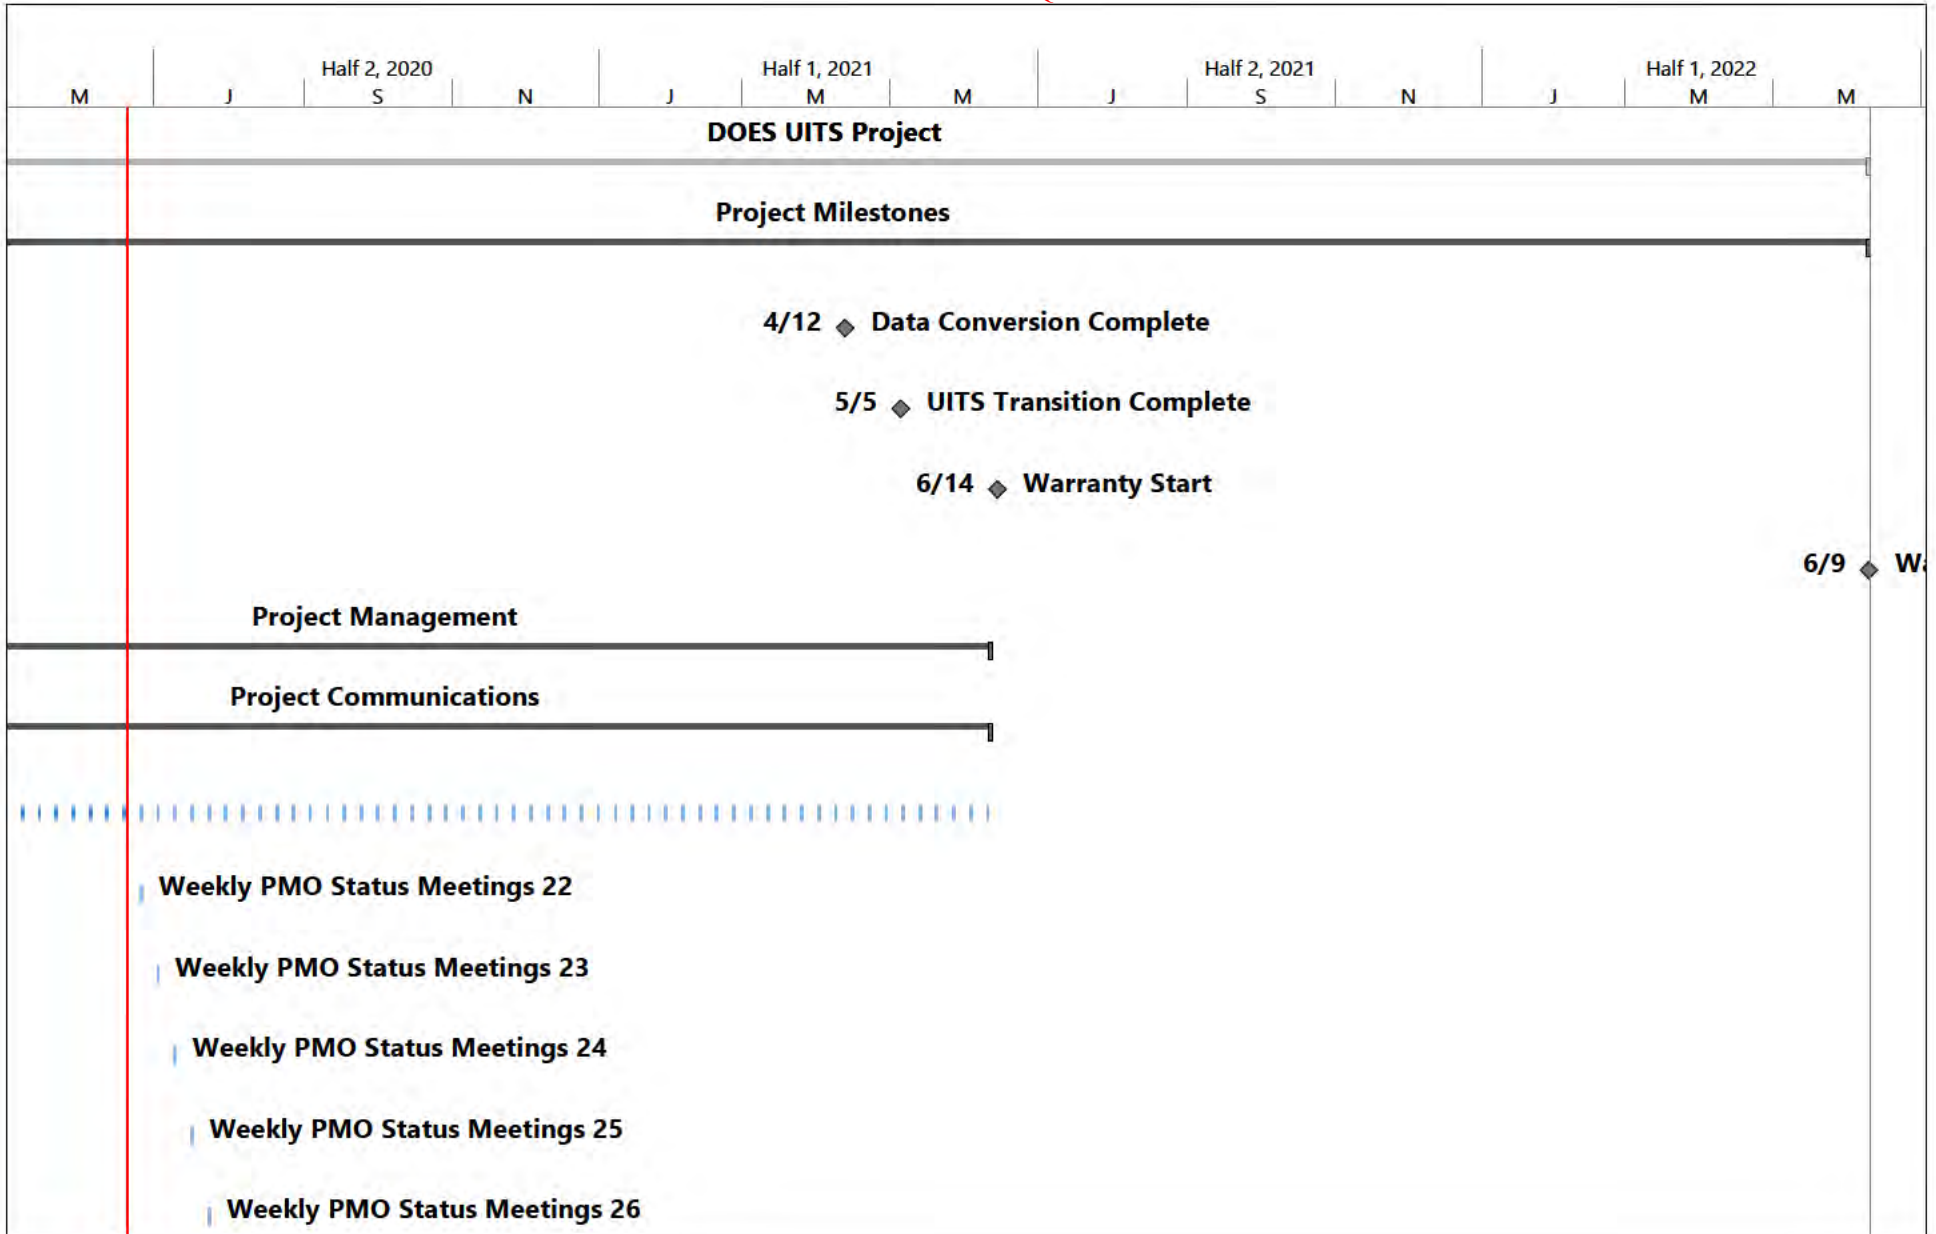 Half 2, 2020 Half 1, 2021 Half 2, 2021 Half 1, 2022
M J S N J M M J S N J M M
DOES UITS Project
Project Milestones
4/12 Data Conversion Complete
5/5 UITS Transition Complete
6/14 Warranty Start
6/9
Project Management
Project Communications
Weekly PMO Status Meetings 22
Weekly PMO Status Meetings 23
Weekly PMO Status Meetings 24
Weekly PMO Status Meetings 25
Weekly PMO Status Meetings 26